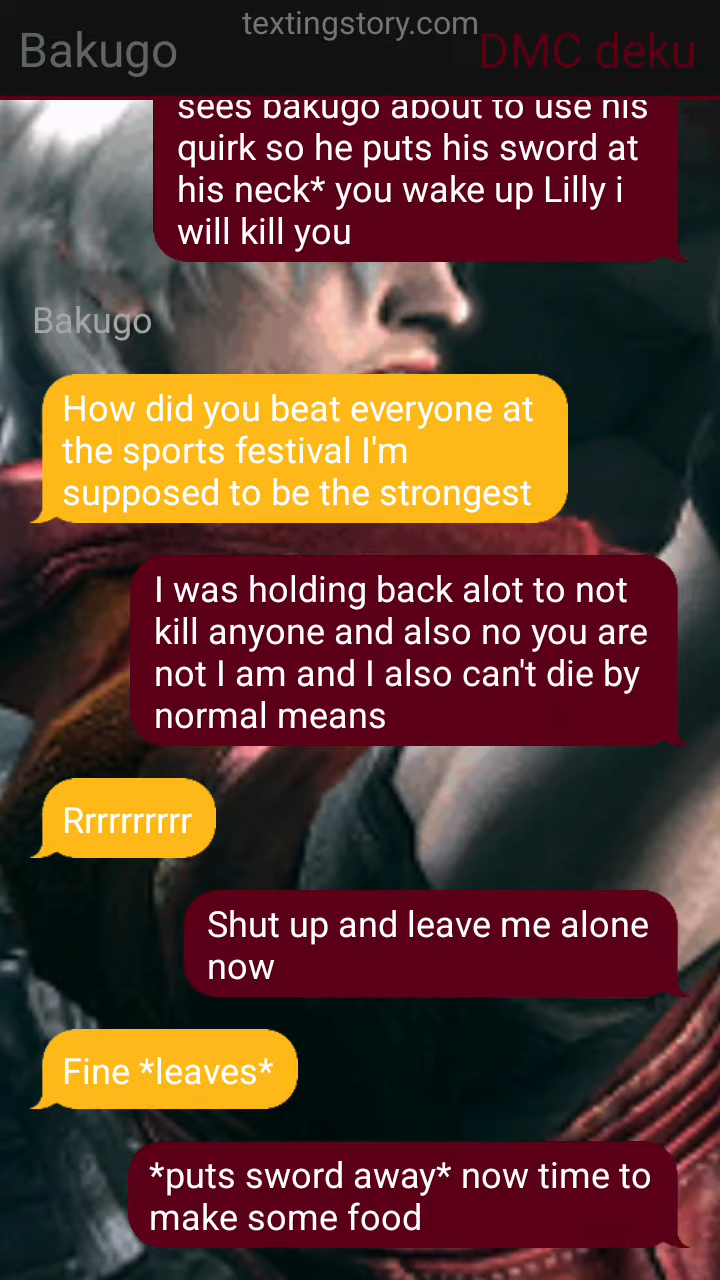 textingstory.com
Bakugo
DMC deku
sees bakugo about to use his
quirk so he puts his sword at
his neck* you wake up Lilly i
will kill you
Bakugo
How did you beat everyone at
the sports festival I'm
supposed to be the strongest
I was holding back alot to not
kill anyone and also no you are
not I am and I also can't die by
normal means
Rrrrrrrrrr
Shut up and leave me alone
now
Fine *leaves*
*puts sword away* now time to
make some food